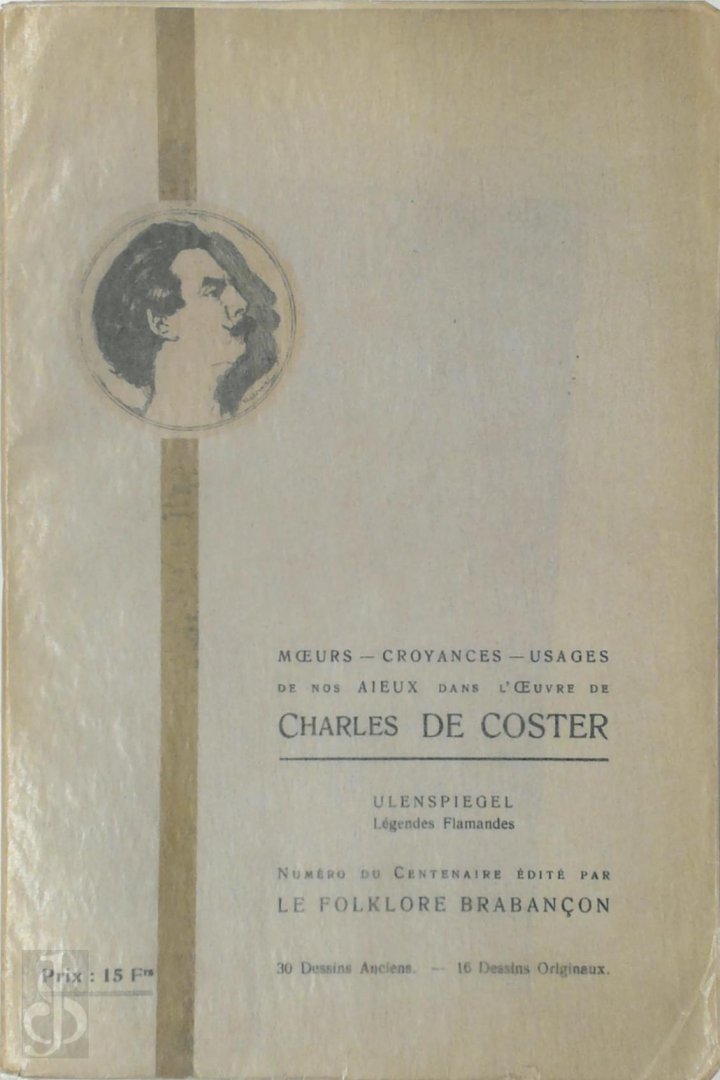 MŒURS — CROYANCES — USAGES
DE NOS AIEUX DANS L'ŒUVRE DE
CHARLES DE COSTER
ULENSPIEGEL
Légendes Flamandes
NUMÉRO DU CENTENAIRE ÉDITÉ PAR
LE FOLKLORE BRABANÇON
30 Dessins Anciens. — 16 Dessins Originaux.
Prix : 15 Frs